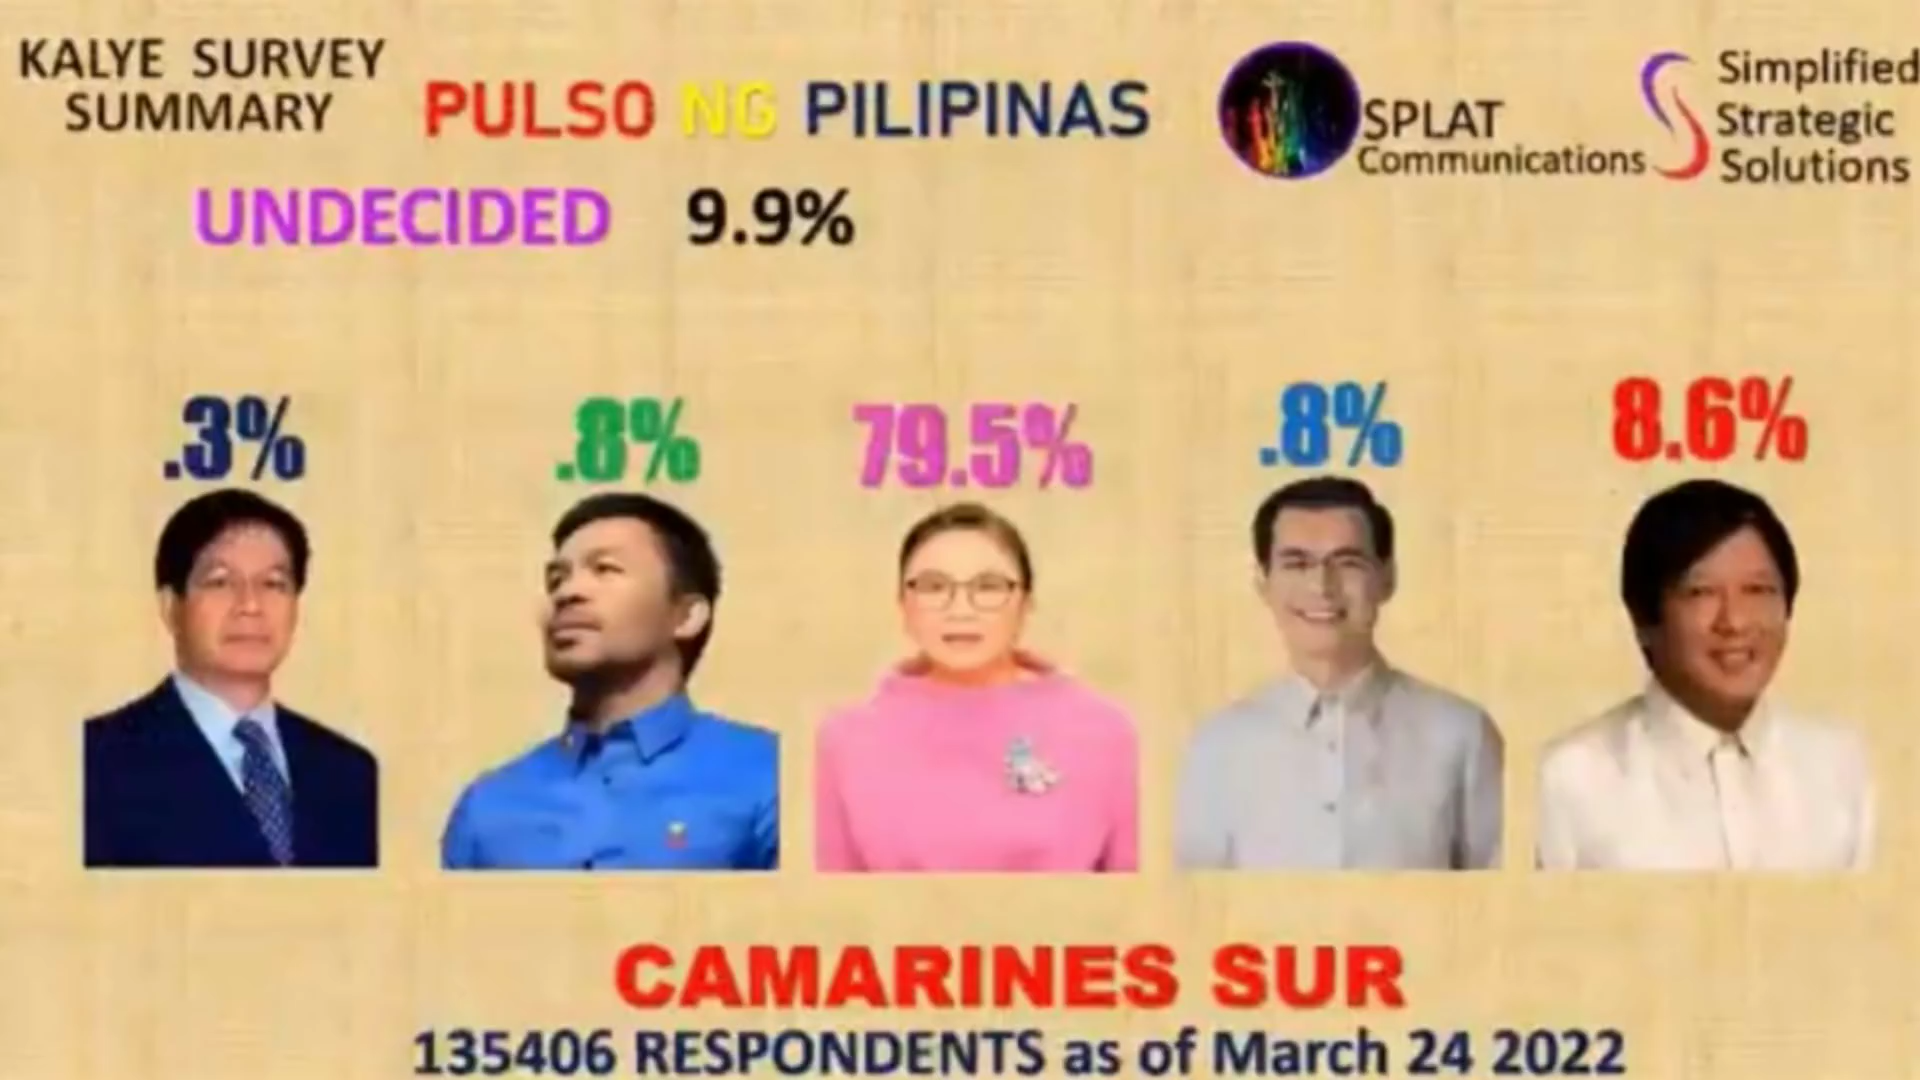 KALYE SURVEY
SUMMARY
PULSO NG PILIPINAS
SPLAT
Communications
Simplified
Strategic
Solutions
UNDECIDED 9.9%
.3%
.8%
79.5%
.8%
8.6%
CAMARINES SUR
135406 RESPONDENTS as of March 24 2022